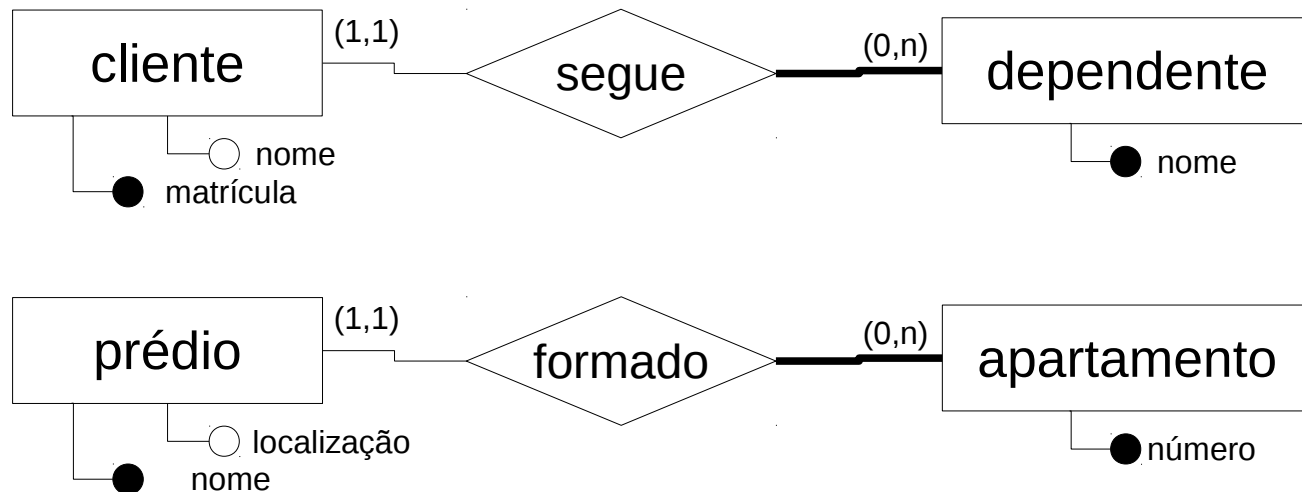 cliente
(1,1)
segue
(0,n)
dependente
nome
matrícula
nome
prédio
(1,1)
formado
(0,n)
apartamento
localização
nome
número